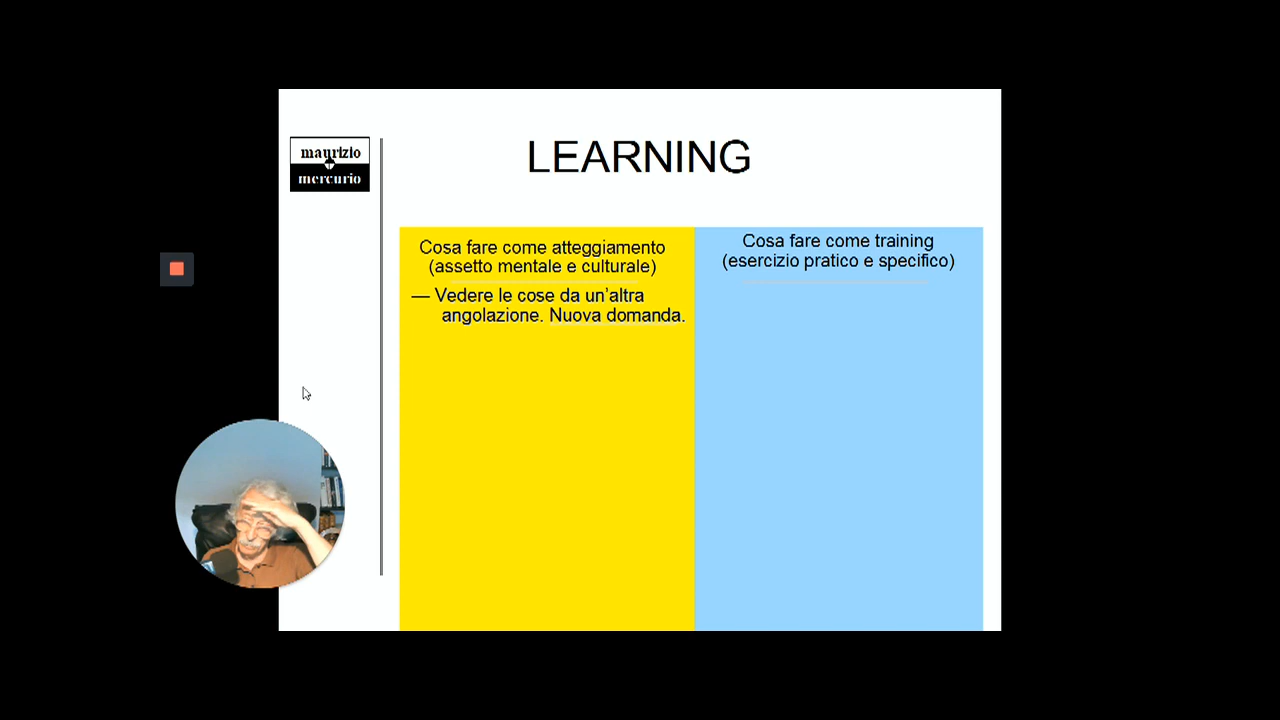 maurizio
mercurio
LEARNING
Cosa fare come atteggiamento
(assetto mentale e culturale)
— Vedere le cose da un’altra
angolazione. Nuova domanda.
Cosa fare come training
(esercizio pratico e specifico)